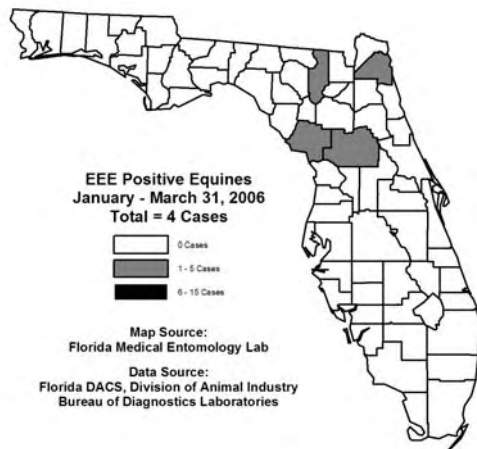 EEE Positive Equines
January - March 31, 2006
Total = 4 Cases
0 Cases
1 - 5 Cases
6 - 15 Cases
Map Source:
Florida Medical Entomology Lab
Data Source:
Florida DACS, Division of Animal Industry
Bureau of Diagnostics Laboratories